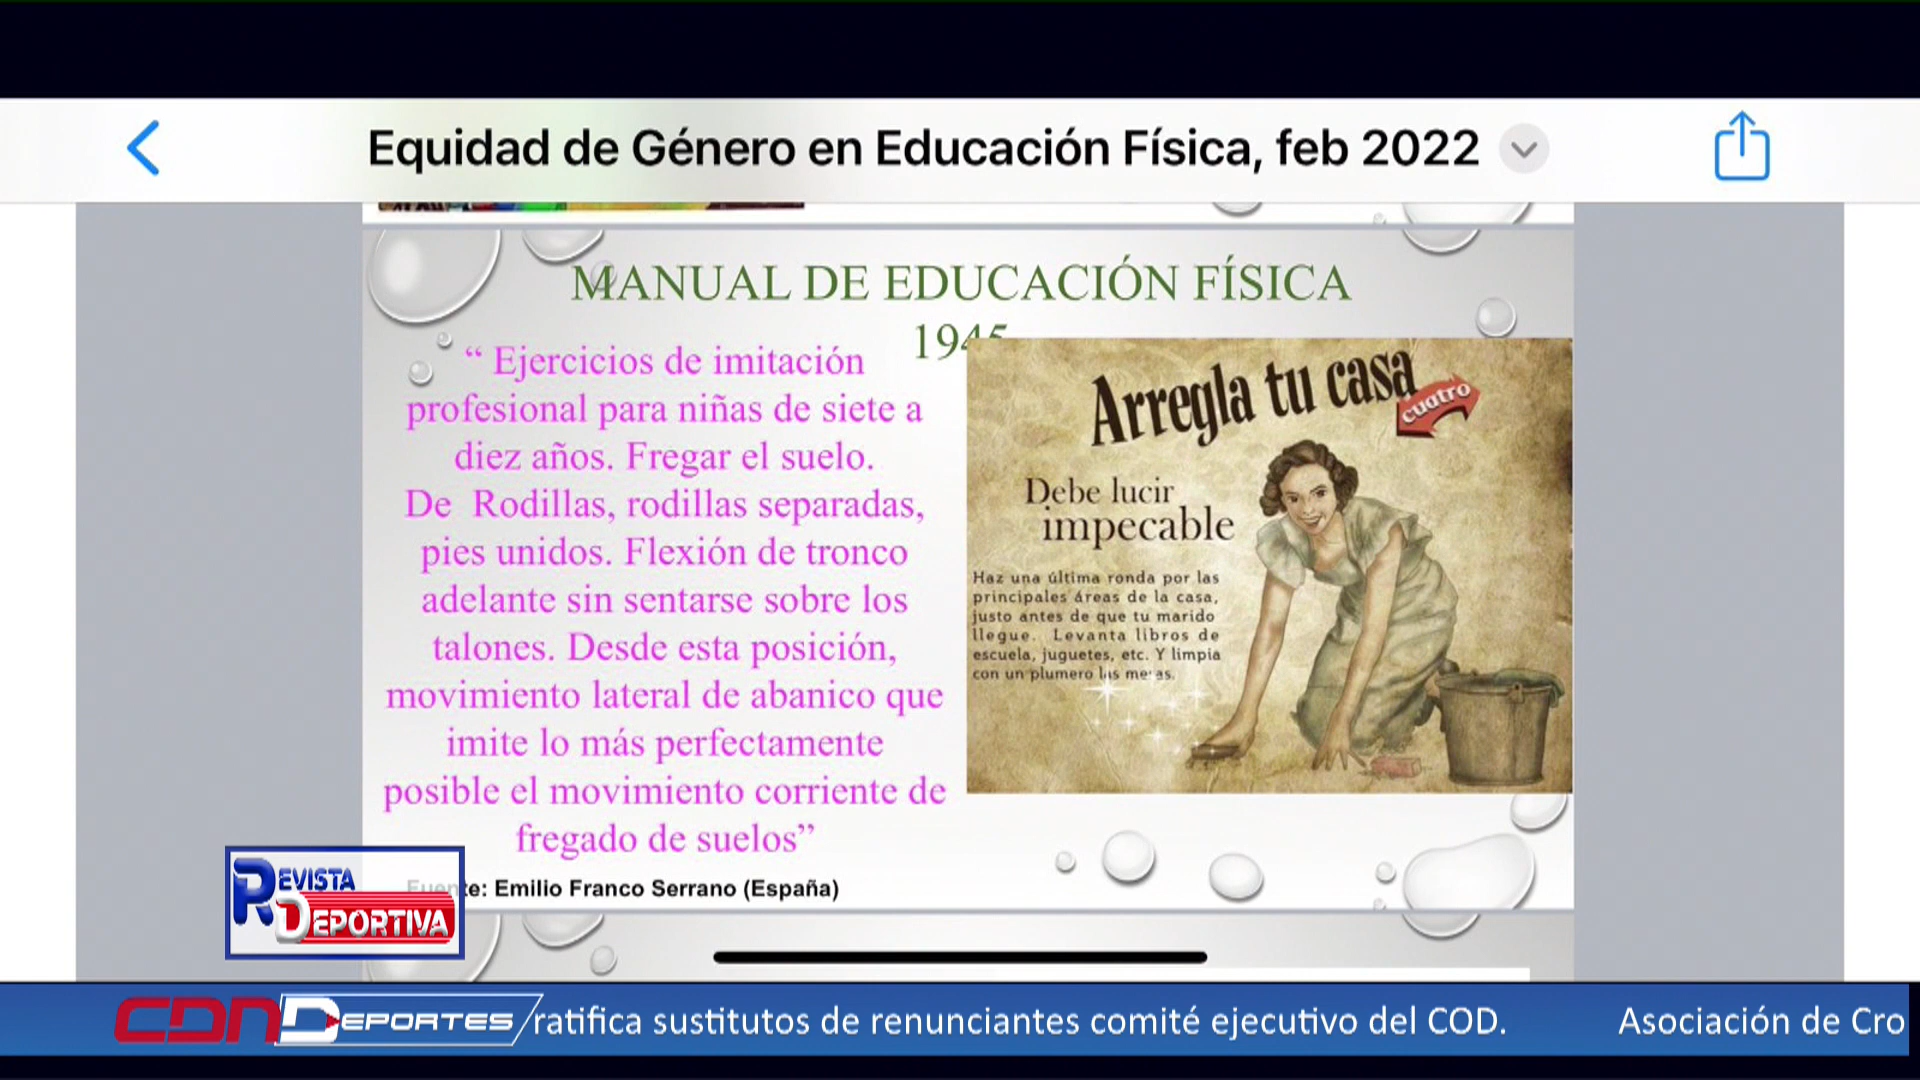 Equidad de Género en Educación Física, feb 2022
MANUAL DE EDUCACIÓN FÍSICA
1945
“ Ejercicios de imitación
profesional para niñas de siete a
diez años. Fregar el suelo.
De Rodillas, rodillas separadas,
pies unidos. Flexión de tronco
adelante sin sentarse sobre los
talones. Desde esta posición,
movimiento lateral de abanico que
imite lo más perfectamente
posible el movimiento corriente de
fregado de suelos”
Fuente: Emilio Franco Serrano (España)
Arregla tu casa
cuatro
Debe lucir
impecable
Haz una última ronda por las
principales áreas de la casa,
justo antes de que tu marido
llegue. Levanta libros de
escuela, juguetes, etc. Y limpia
con un plumero las mesas.
REVISTA
DEPORTIVA
CDN DEPORTES
ratifica sustitutos de renunciantes comité ejecutivo del COD. Asociación de Cro